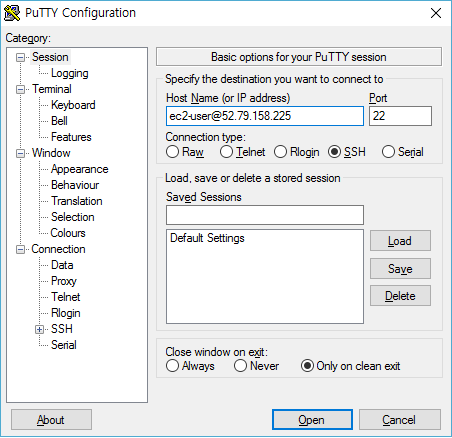 PuTTY Configuration
Category:
Session
Logging
Terminal
Keyboard
Bell
Features
Window
Appearance
Behaviour
Translation
Selection
Colours
Connection
Data
Proxy
Telnet
Rlogin
SSH
Serial
Basic options for your PuTTY session
Specify the destination you want to connect to
Host Name (or IP address) Port
ec2-user@52.79.158.225 22
Connection type:
Raw Telnet Rlogin SSH Serial
Load, save or delete a stored session
Saved Sessions
Default Settings
Load
Save
Delete
Close window on exit:
Always Never Only on clean exit
About Open Cancel